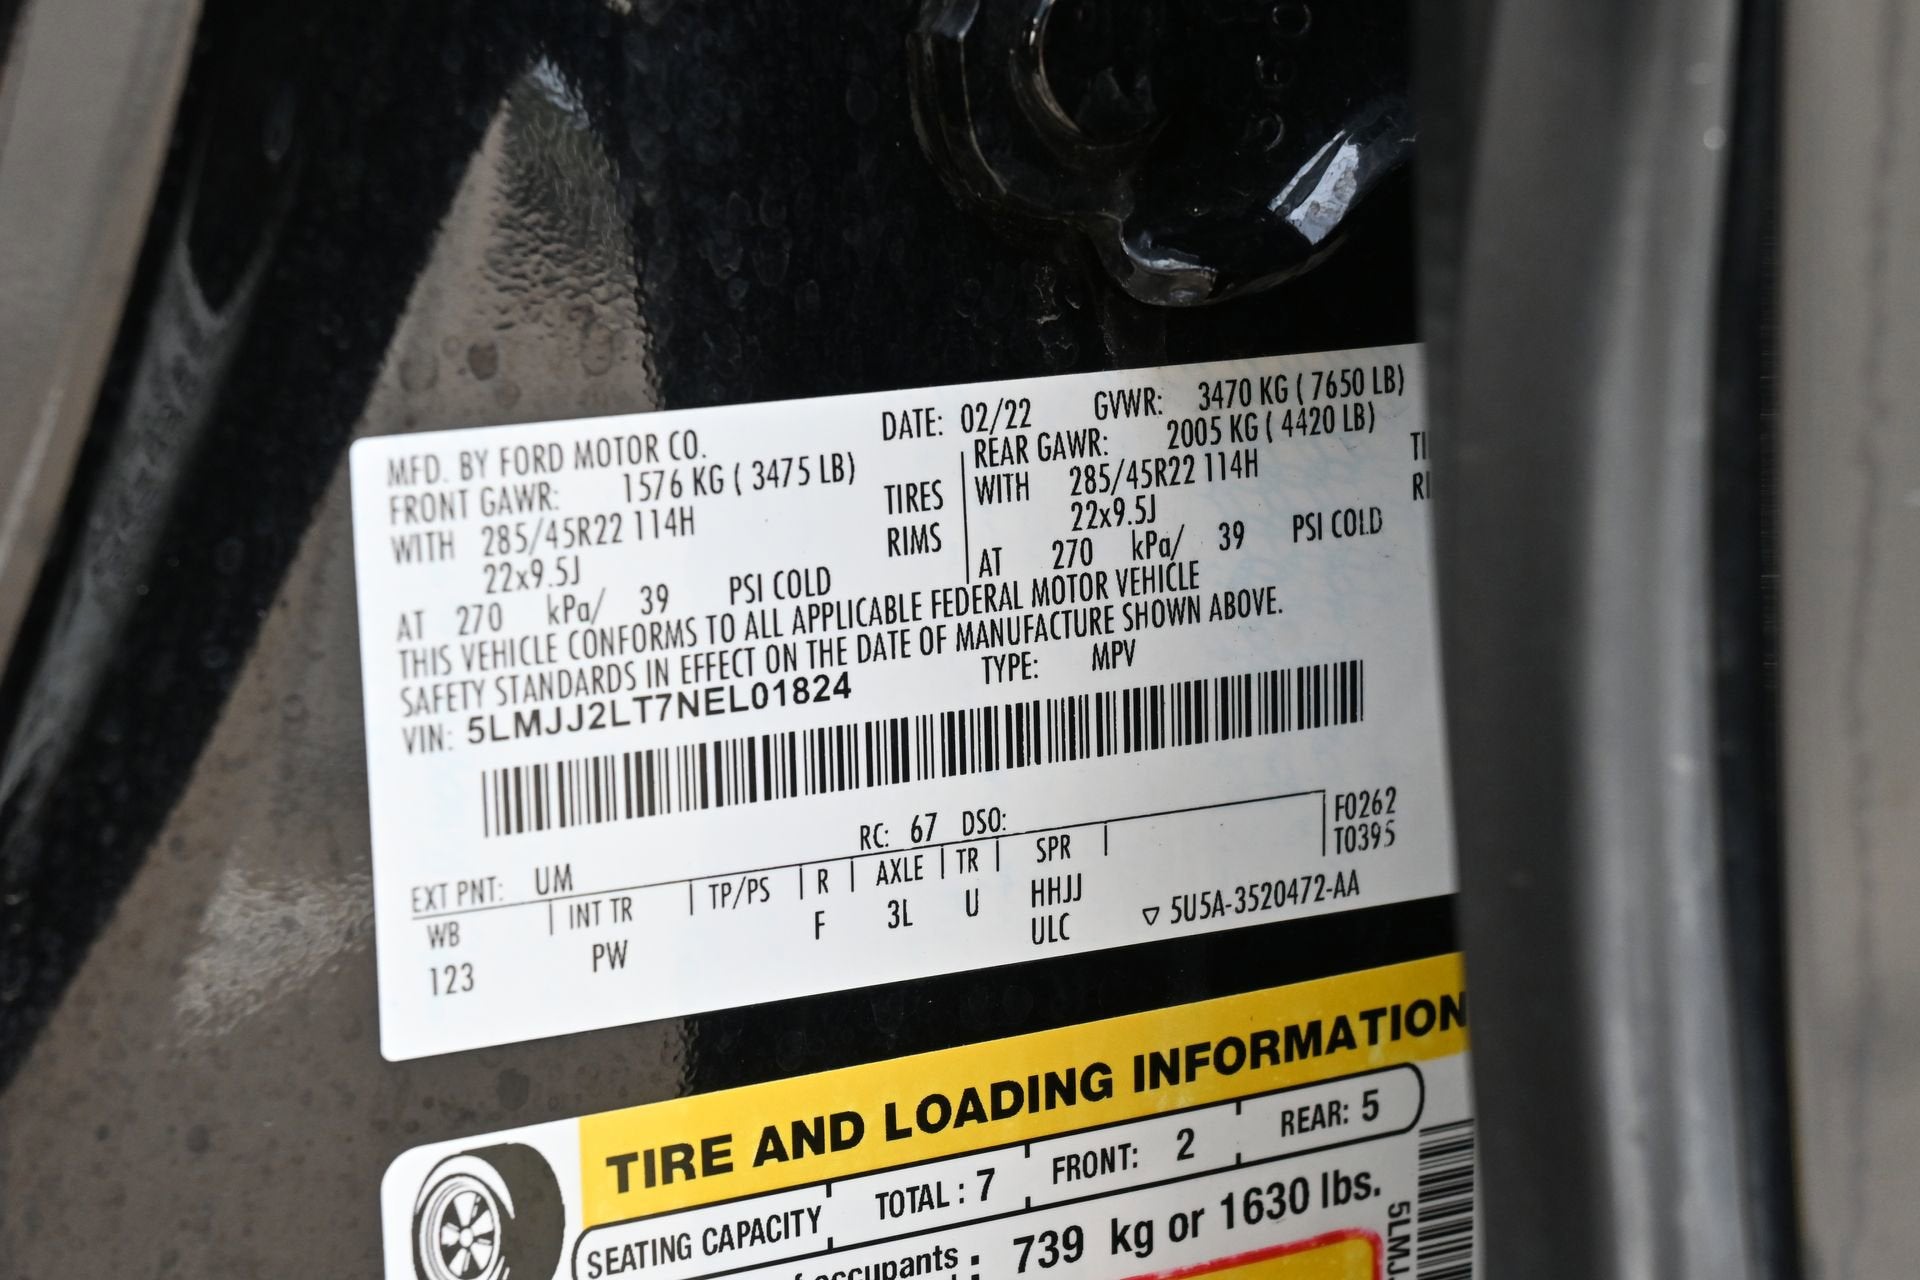 MFD. BY FORD MOTOR CO. DATE: 02/22 GVWR: 3470 KG ( 7650 LB)
FRONT GAWR: 1576 KG ( 3475 LB) REAR GAWR: 2005 KG ( 4420 LB)
WITH 285/45R22 114H TIRES WITH 285/45R22 114H
22x9.5J RIMS 22x9.5J
AT 270 kPa/ 39 PSI COLD AT 270 kPa/ 39 PSI COLD
THIS VEHICLE CONFORMS TO ALL APPLICABLE FEDERAL MOTOR VEHICLE
SAFETY STANDARDS IN EFFECT ON THE DATE OF MANUFACTURE SHOWN ABOVE.
VIN: 5LMJJ2LT7NEL01824 TYPE: MPV
F0262
T0395
EXT PNT: UM RC: 67 DSO:
WB INT TR TP/PS R AXLE TR SPR
123 PW F 3L U HHJJ
ULC
▽ 5U5A-3520472-AA
TIRE AND LOADING INFORMATION
SEATING CAPACITY TOTAL : 7 FRONT: 2 REAR: 5
occupants : 739 kg or 1630 lbs.